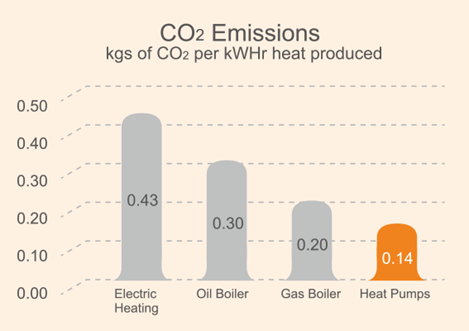 CO2 Emissions
kgs of CO2 per kWHr heat produced
0.50
0.40
0.30
0.20
0.10
0.00
0.43
0.30
0.20
0.14
Electric
Heating
Oil Boiler
Gas Boiler
Heat Pumps